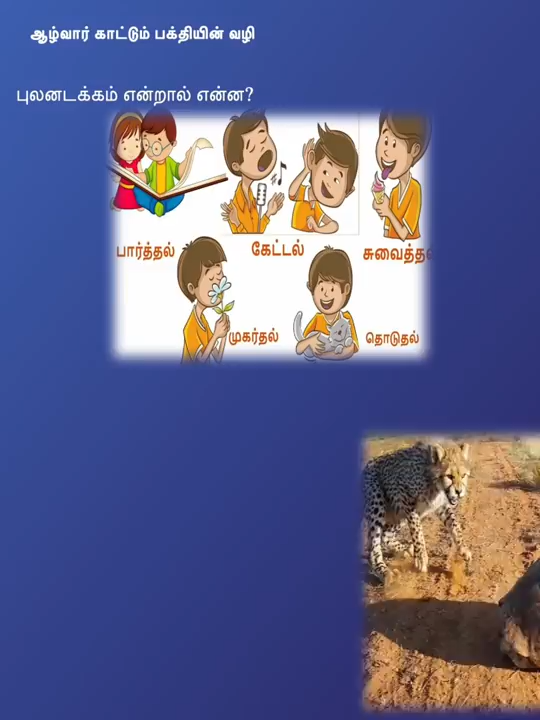 ஆழ்வார் காட்டும் பக்தியின் வழி
புலனடக்கம் என்றால் என்ன?
பார்த்தல் கேட்டல் சுவைத்த
முகர்தல் தொடுதல்